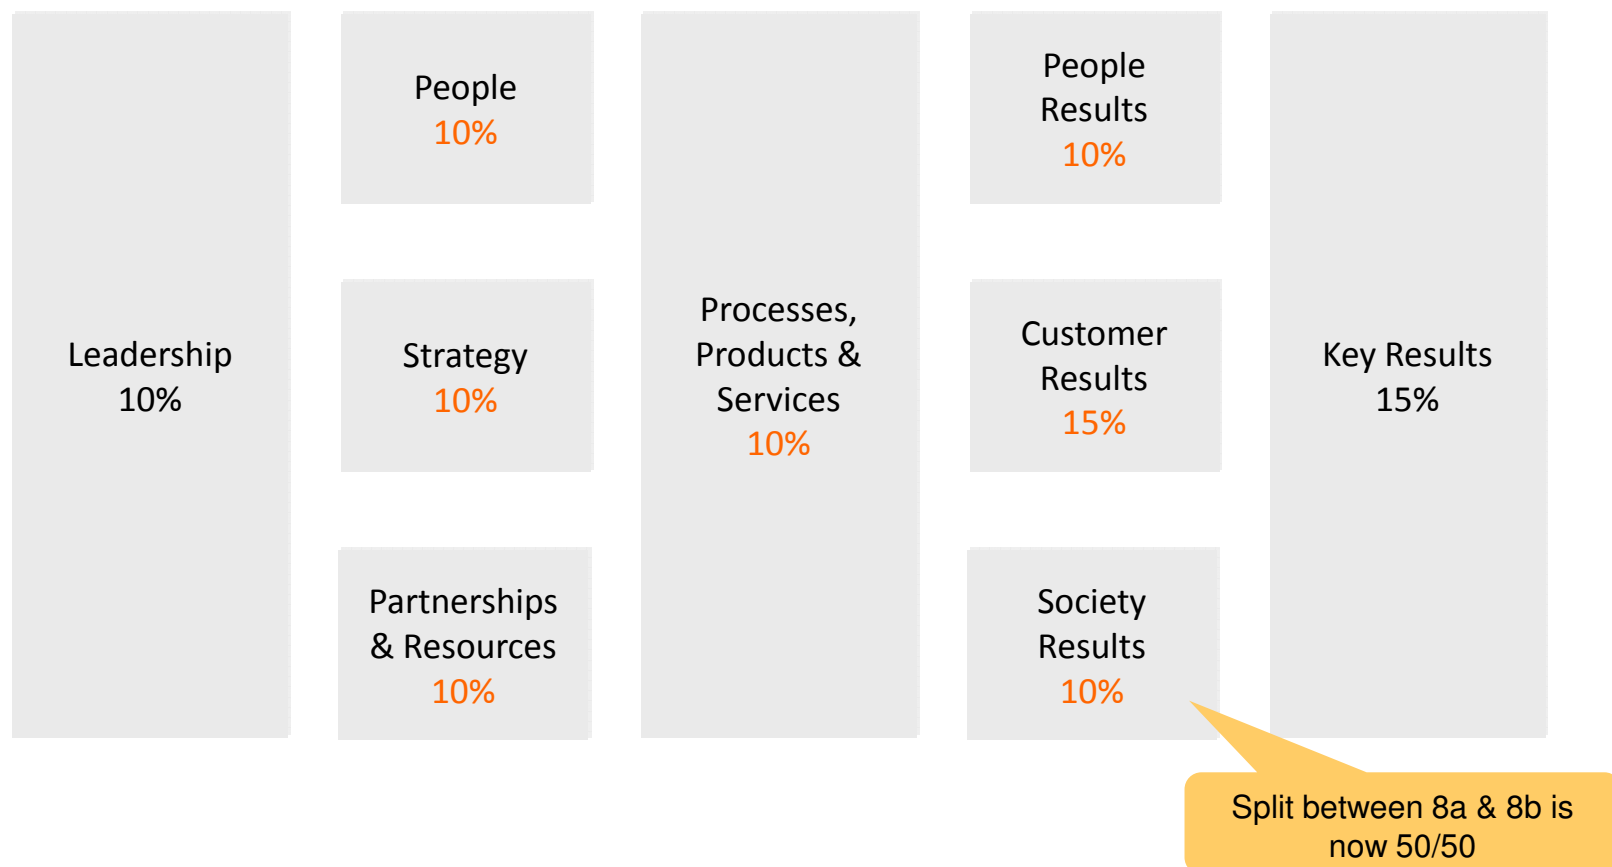 Leadership
10%
People
10%
Strategy
10%
Partnerships
& Resources
10%
Processes,
Products &
Services
10%
People
Results
10%
Customer
Results
15%
Society
Results
10%
Key Results
15%
Split between 8a & 8b is
now 50/50